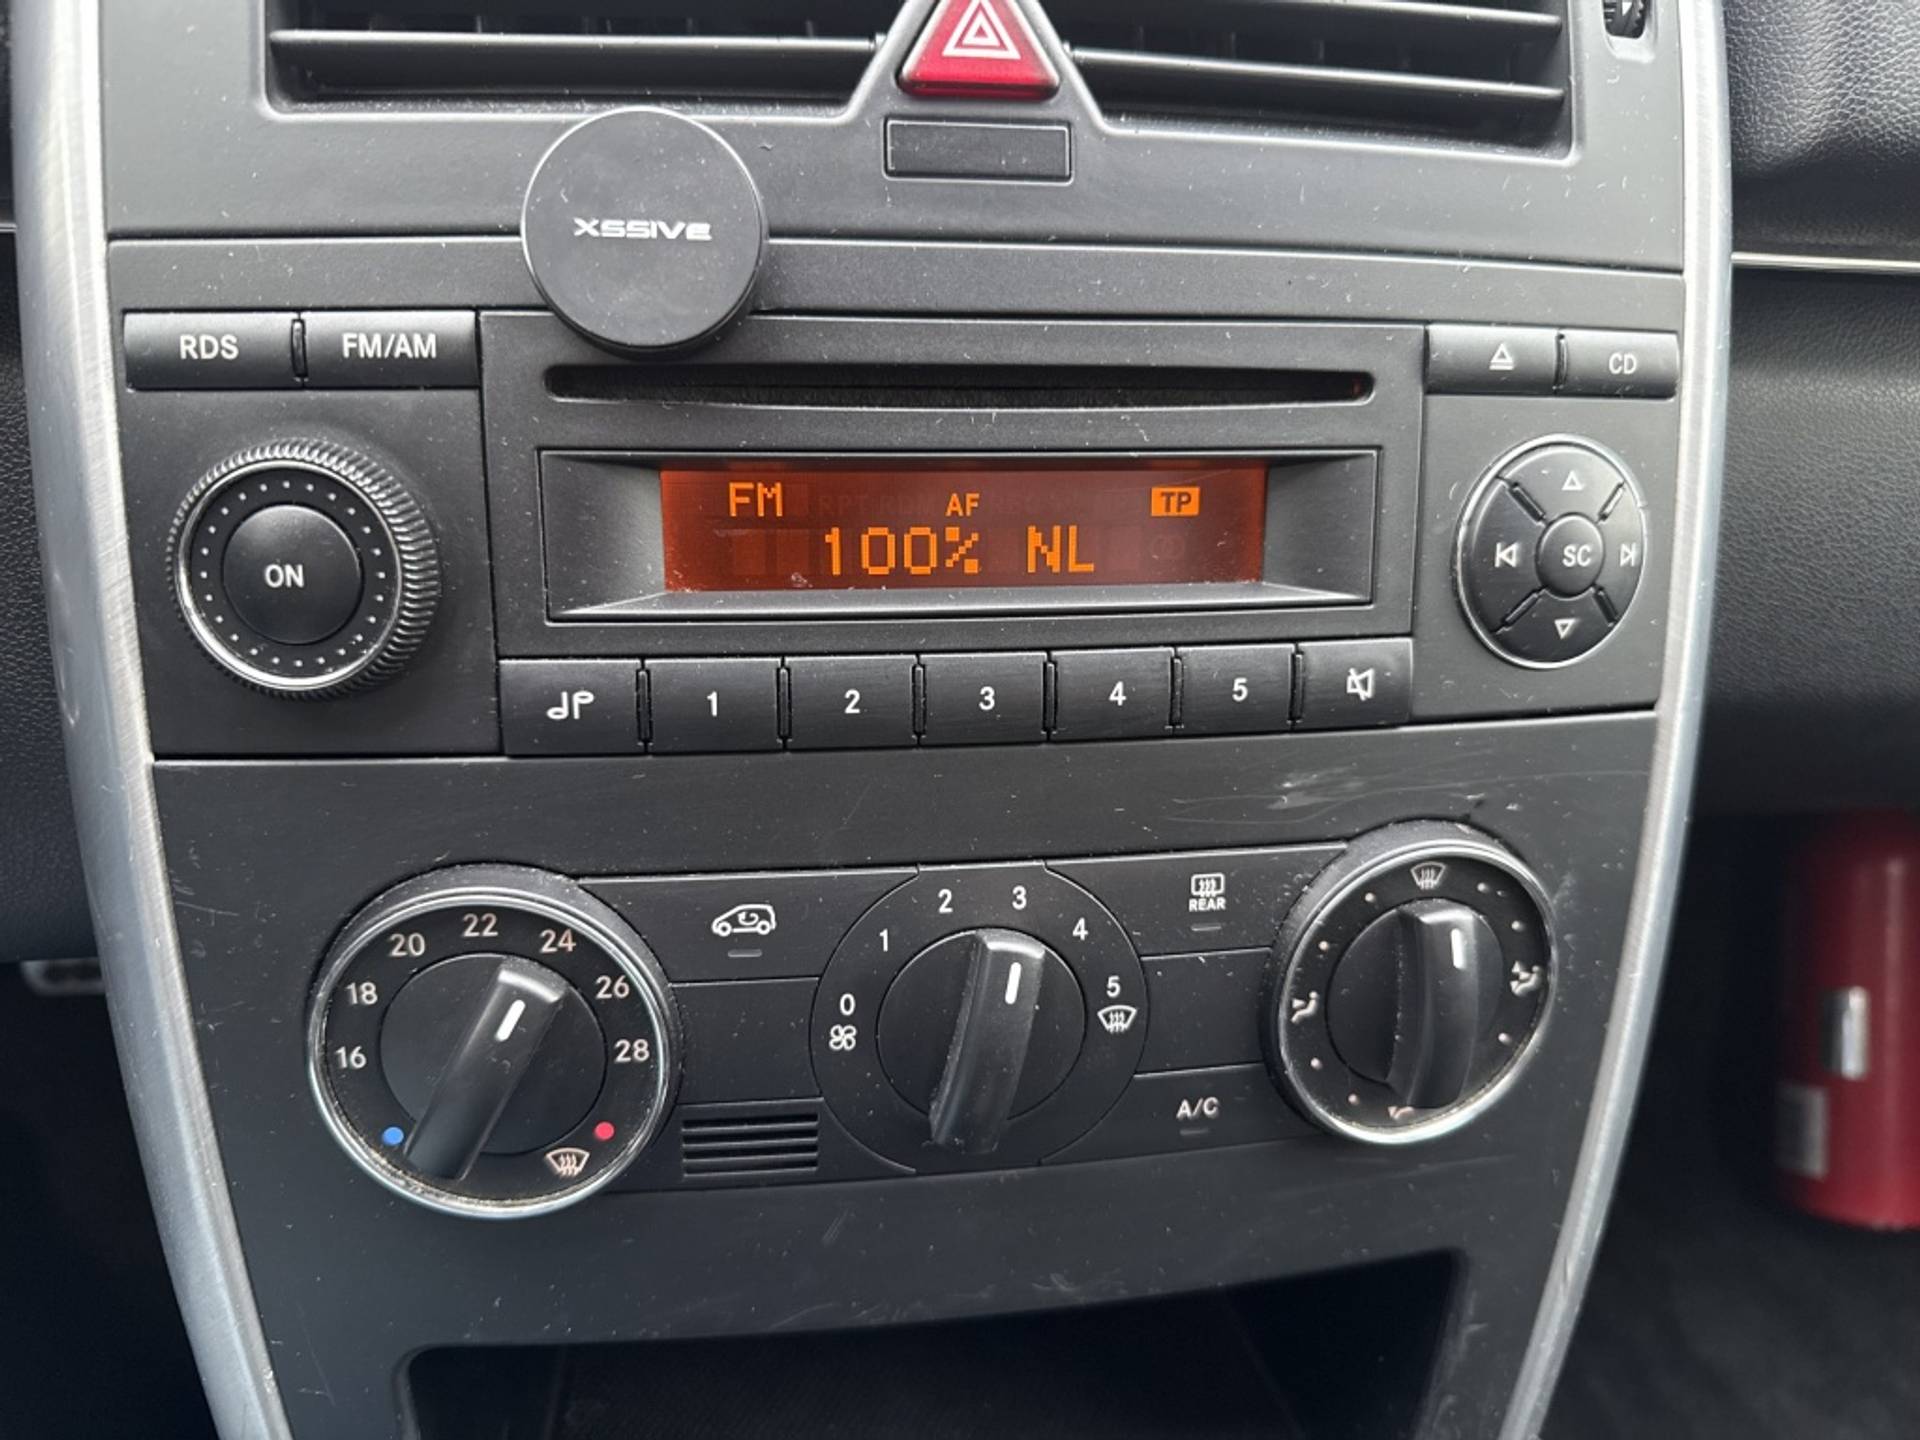 XSSIVE
RDS FM/AM CD
FM AF TP
100% NL
ON SC
1 2 3 4 5
16 18 20 22 24 26 28
0 1 2 3 4 5
REAR
A/C